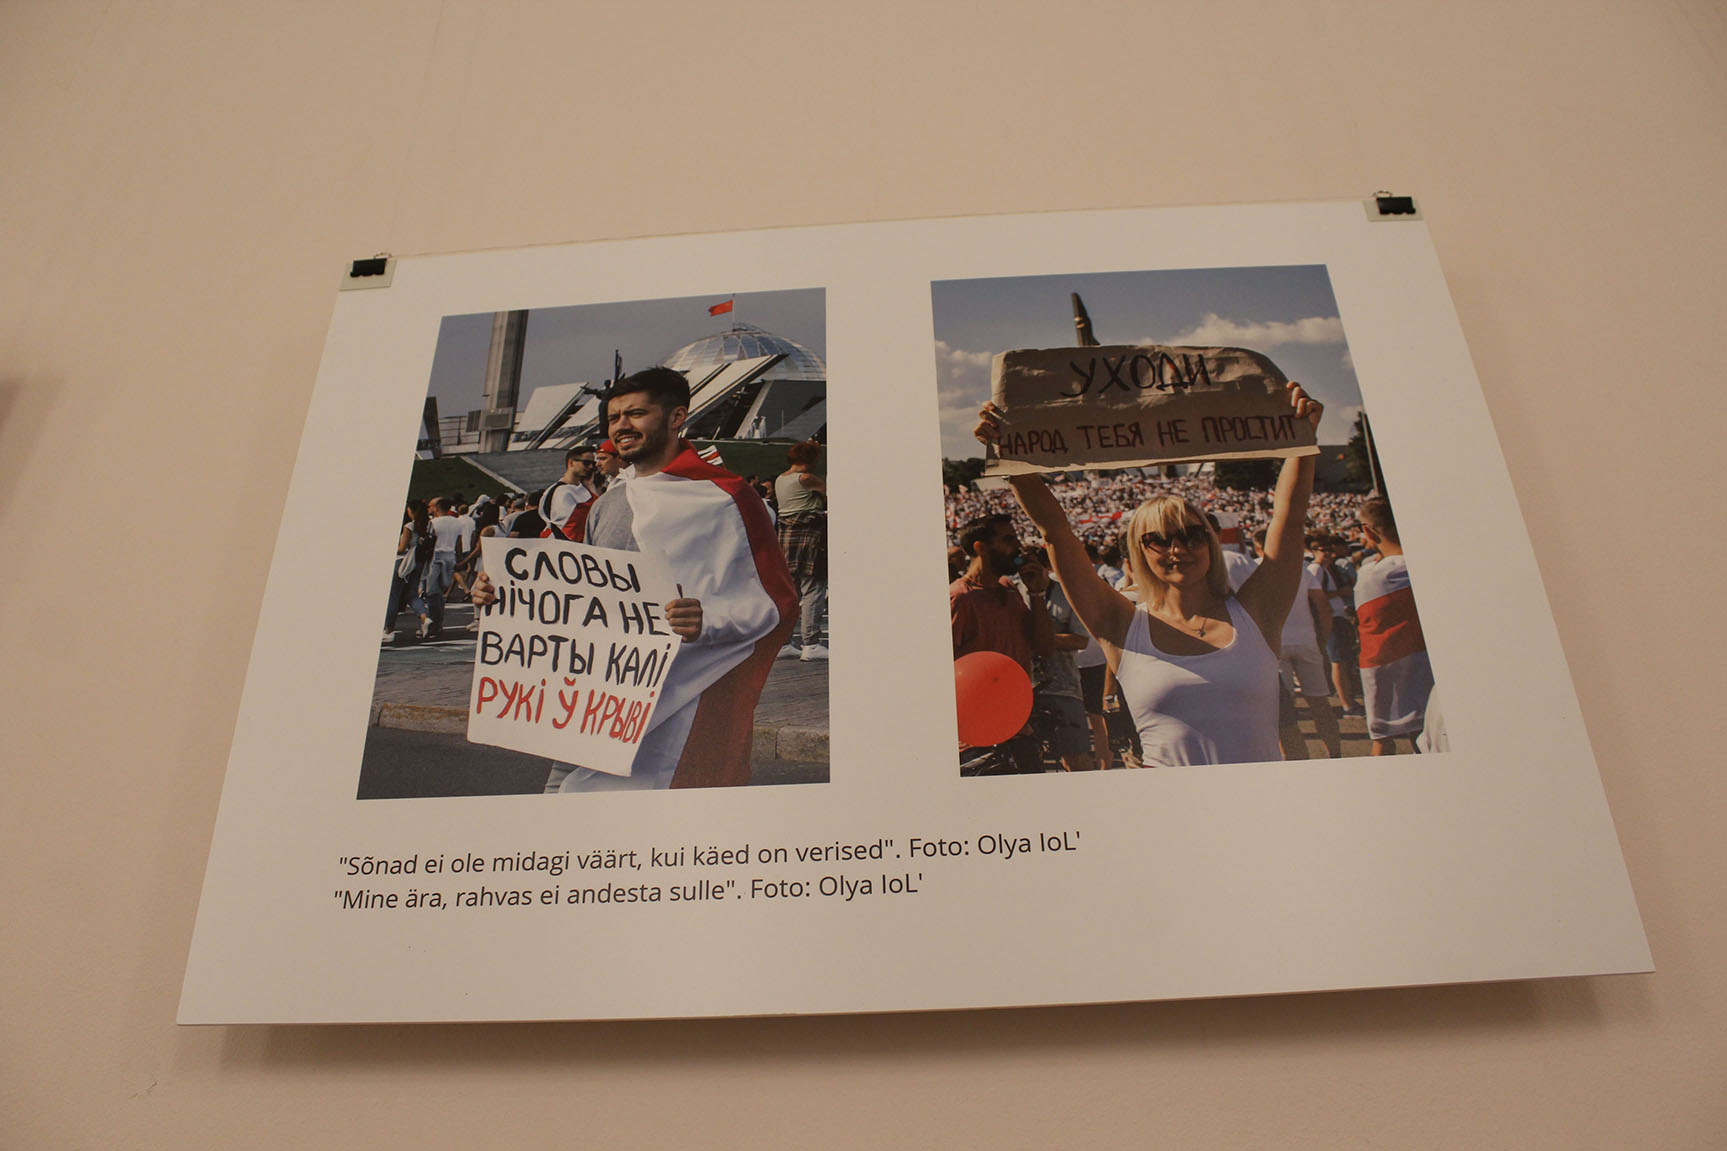 СЛОВЫ
НІЧОГА НЕ
ВАРТЫ КАЛІ
РУКІ Ў КРЫВІ
УХОДИ
НАРОД ТЕБЯ НЕ ПРОСТИТ
"Sõnad ei ole midagi väärt, kui käed on verised". Foto: Olya IoL'
"Mine ära, rahvas ei andesta sulle". Foto: Olya IoL'